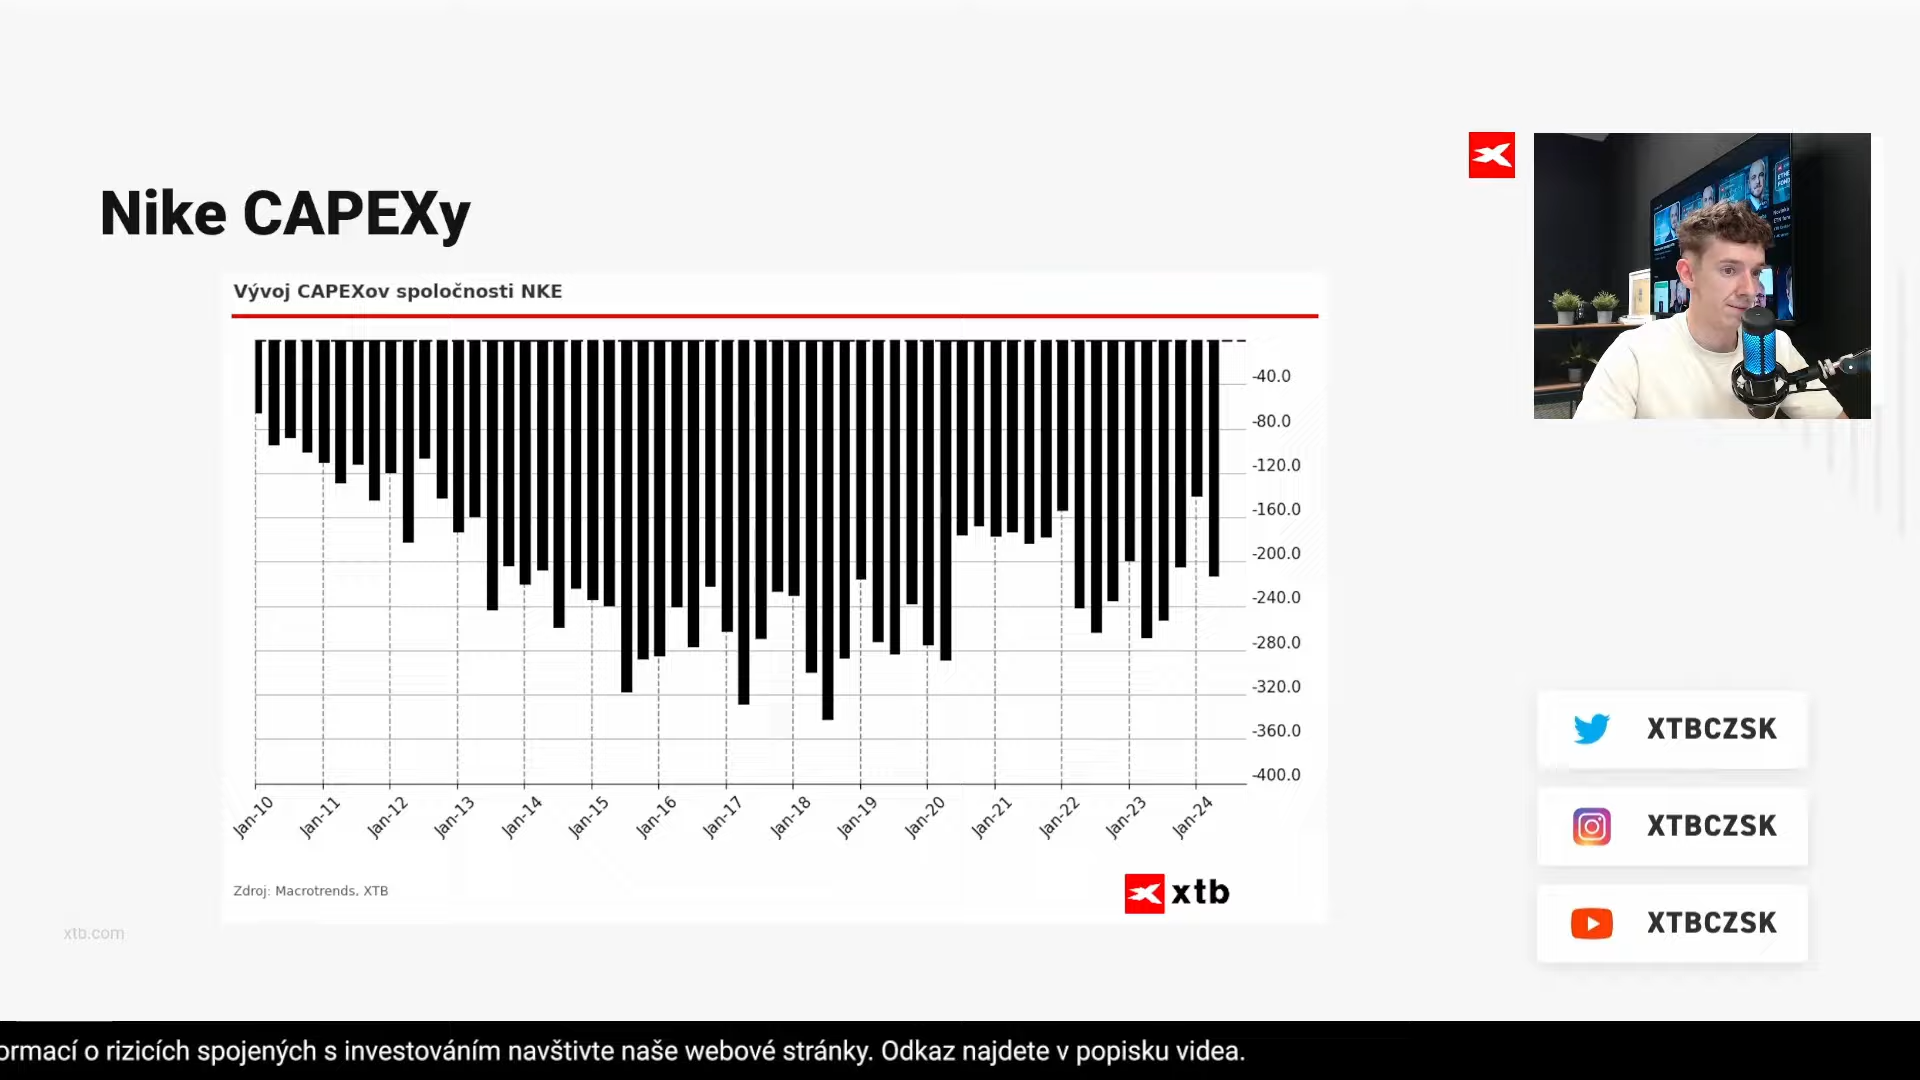 Nike CAPEXy
Vývoj CAPEXov spoločnosti NKE
-40.0
-80.0
-120.0
-160.0
-200.0
-240.0
-280.0
-320.0
-360.0
-400.0
Jan-10
Jan-11
Jan-12
Jan-13
Jan-14
Jan-15
Jan-16
Jan-17
Jan-18
Jan-19
Jan-20
Jan-21
Jan-22
Jan-23
Jan-24
Zdroj: Macrotrends, XTB
xtb
xtb.com
XTBCZSK
XTBCZSK
XTBCZSK
ormací o rizicích spojených s investováním navštivte naše webové stránky. Odkaz najdete v popisku videa.